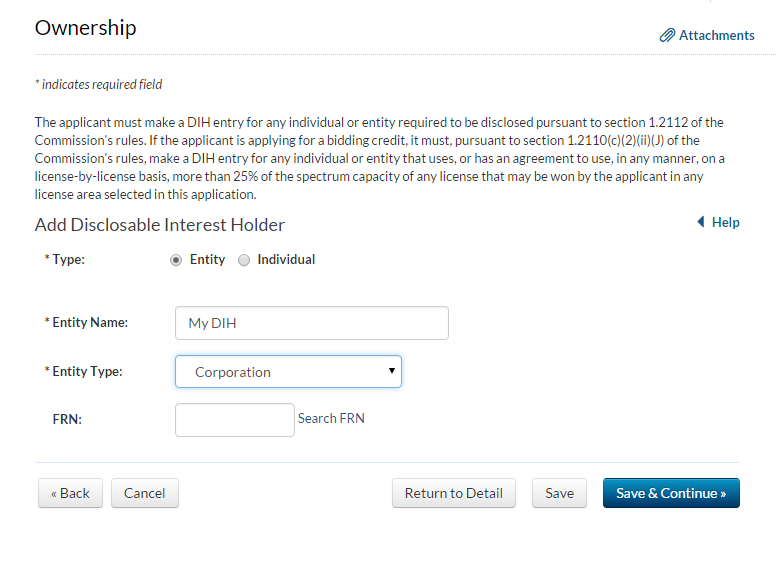 Ownership
Attachments
* indicates required field
The applicant must make a DIH entry for any individual or entity required to be disclosed pursuant to section 1.2112 of the
Commission's rules. If the applicant is applying for a bidding credit, it must, pursuant to section 1.2110(c)(2)(ii)(J) of the
Commission's rules, make a DIH entry for any individual or entity that uses, or has an agreement to use, in any manner, on a
license-by-license basis, more than 25% of the spectrum capacity of any license that may be won by the applicant in any
license area selected in this application.
Add Disclosable Interest Holder
Help
* Type: Entity Individual
* Entity Name: My DIH
* Entity Type: Corporation
FRN: Search FRN
« Back Cancel Return to Detail Save Save & Continue »